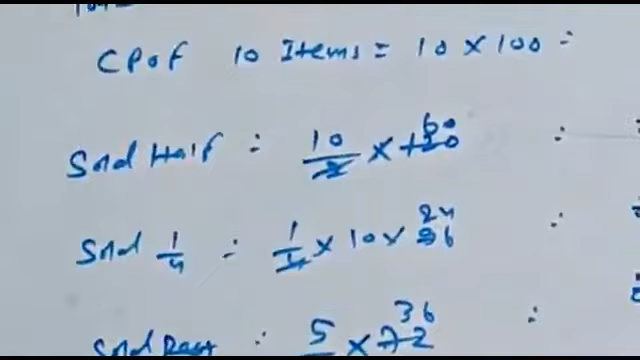 CP of 10 Items = 10 × 100 =
Sold Half : 10/2 × 120 60 :
Sold 1/4 : 1/4 × 10 × 96 24 :
Sold Rest : 5 × 72 36 :